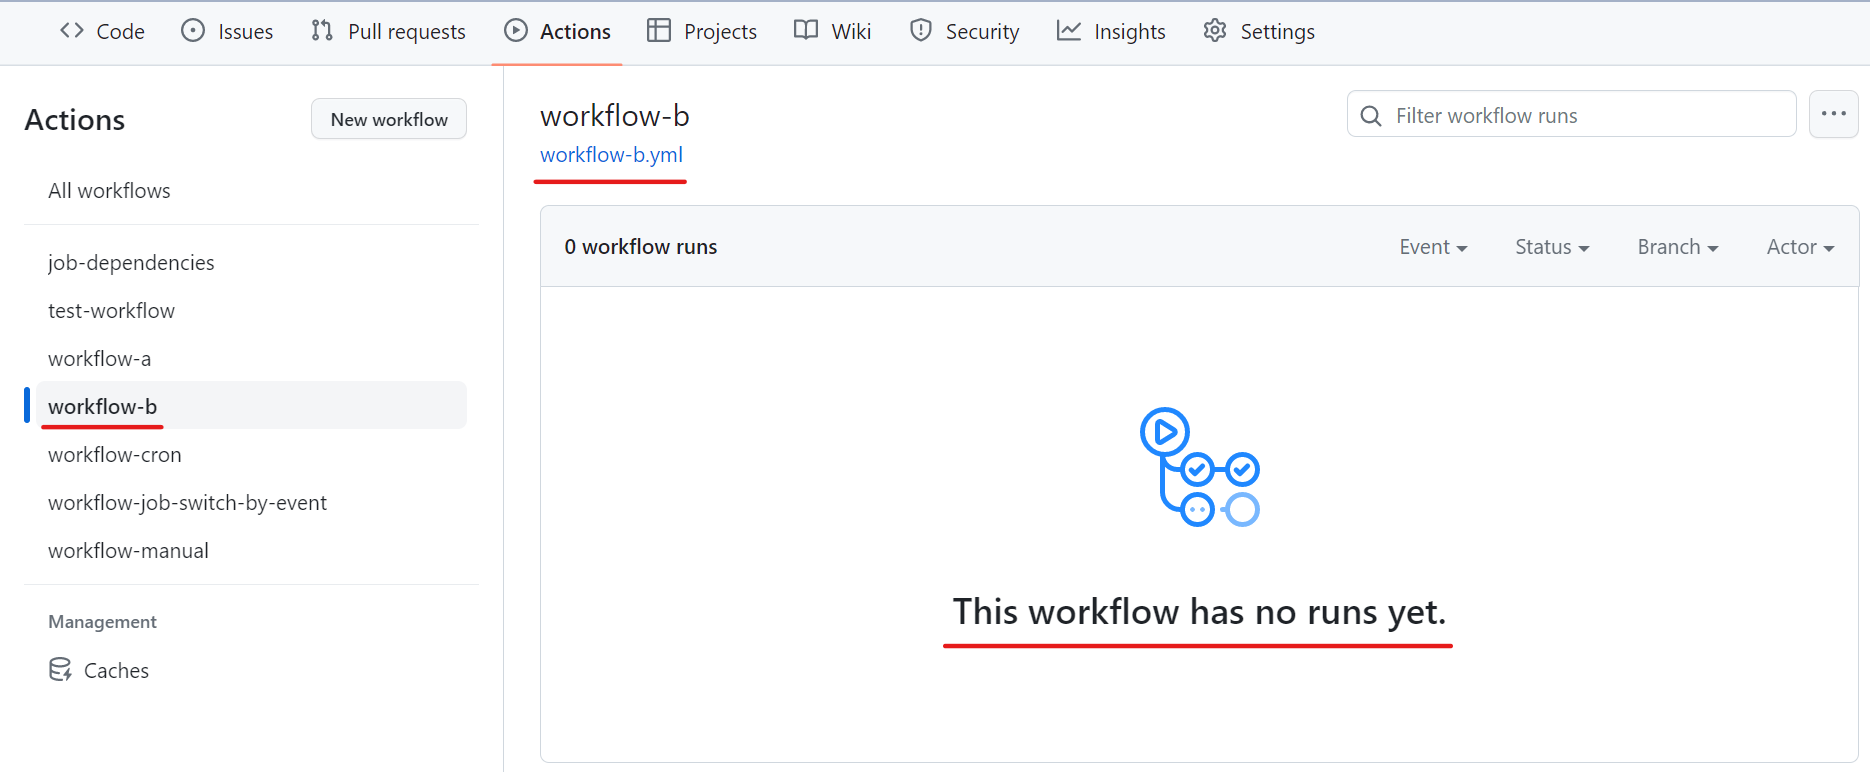 Code Issues Pull requests Actions Projects Wiki Security Insights Settings
Actions
New workflow
All workflows
job-dependencies
test-workflow
workflow-a
workflow-b
workflow-cron
workflow-job-switch-by-event
workflow-manual
Management
Caches
workflow-b
workflow-b.yml
Filter workflow runs
0 workflow runs
Event Status Branch Actor
This workflow has no runs yet.